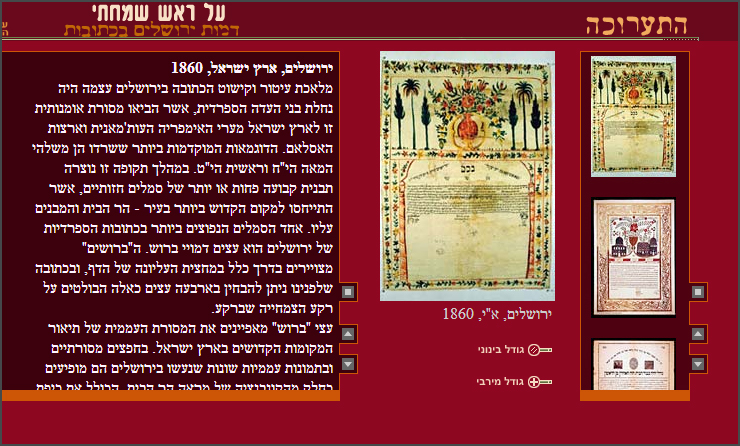 על ראש שמחתי
דמות ירושלים בכתובות
התערוכה
ירושלים, ארץ ישראל, 1860
מלאכת עיטור וקישוט הכתובה בירושלים עצמה היה
נחלת בני העדה הספרדית, אשר הביאו מסורת אומנותית
זו לארץ ישראל מערי האימפריה העות'מאנית וארצות
האסלאם. הדוגמאות המוקדמות ביותר ששרדו הן משלהי
המאה הי"ח וראשית הי"ט. במהלך תקופה זו נוצרה
תבנית קבועה פחות או יותר של סמלים חזותיים, אשר
התייחסו למקום הקדוש ביותר בעיר - הר הבית והמבנים
עליו. אחד הסמלים הנפוצים ביותר בכתובות הספרדיות
של ירושלים הוא עצים דמויי ברוש. ה"ברושים"
מצויירים בדרך כלל במחצית העליונה של הדף, ובכתובה
שלפנינו ניתן להבחין בארבעה עצים כאלה הבולטים על
רקע הצמחייה שברקע.
עצי "ברוש" מאפיינים את המסורת העממית של תיאור
המקומות הקדושים בארץ ישראל. בחפצים מסורתיים
ובתמונות עממיות שונות שנעשו בירושלים הם מופיעים
ירושלים, א"י, 1860
גודל בינוני
גודל מירבי